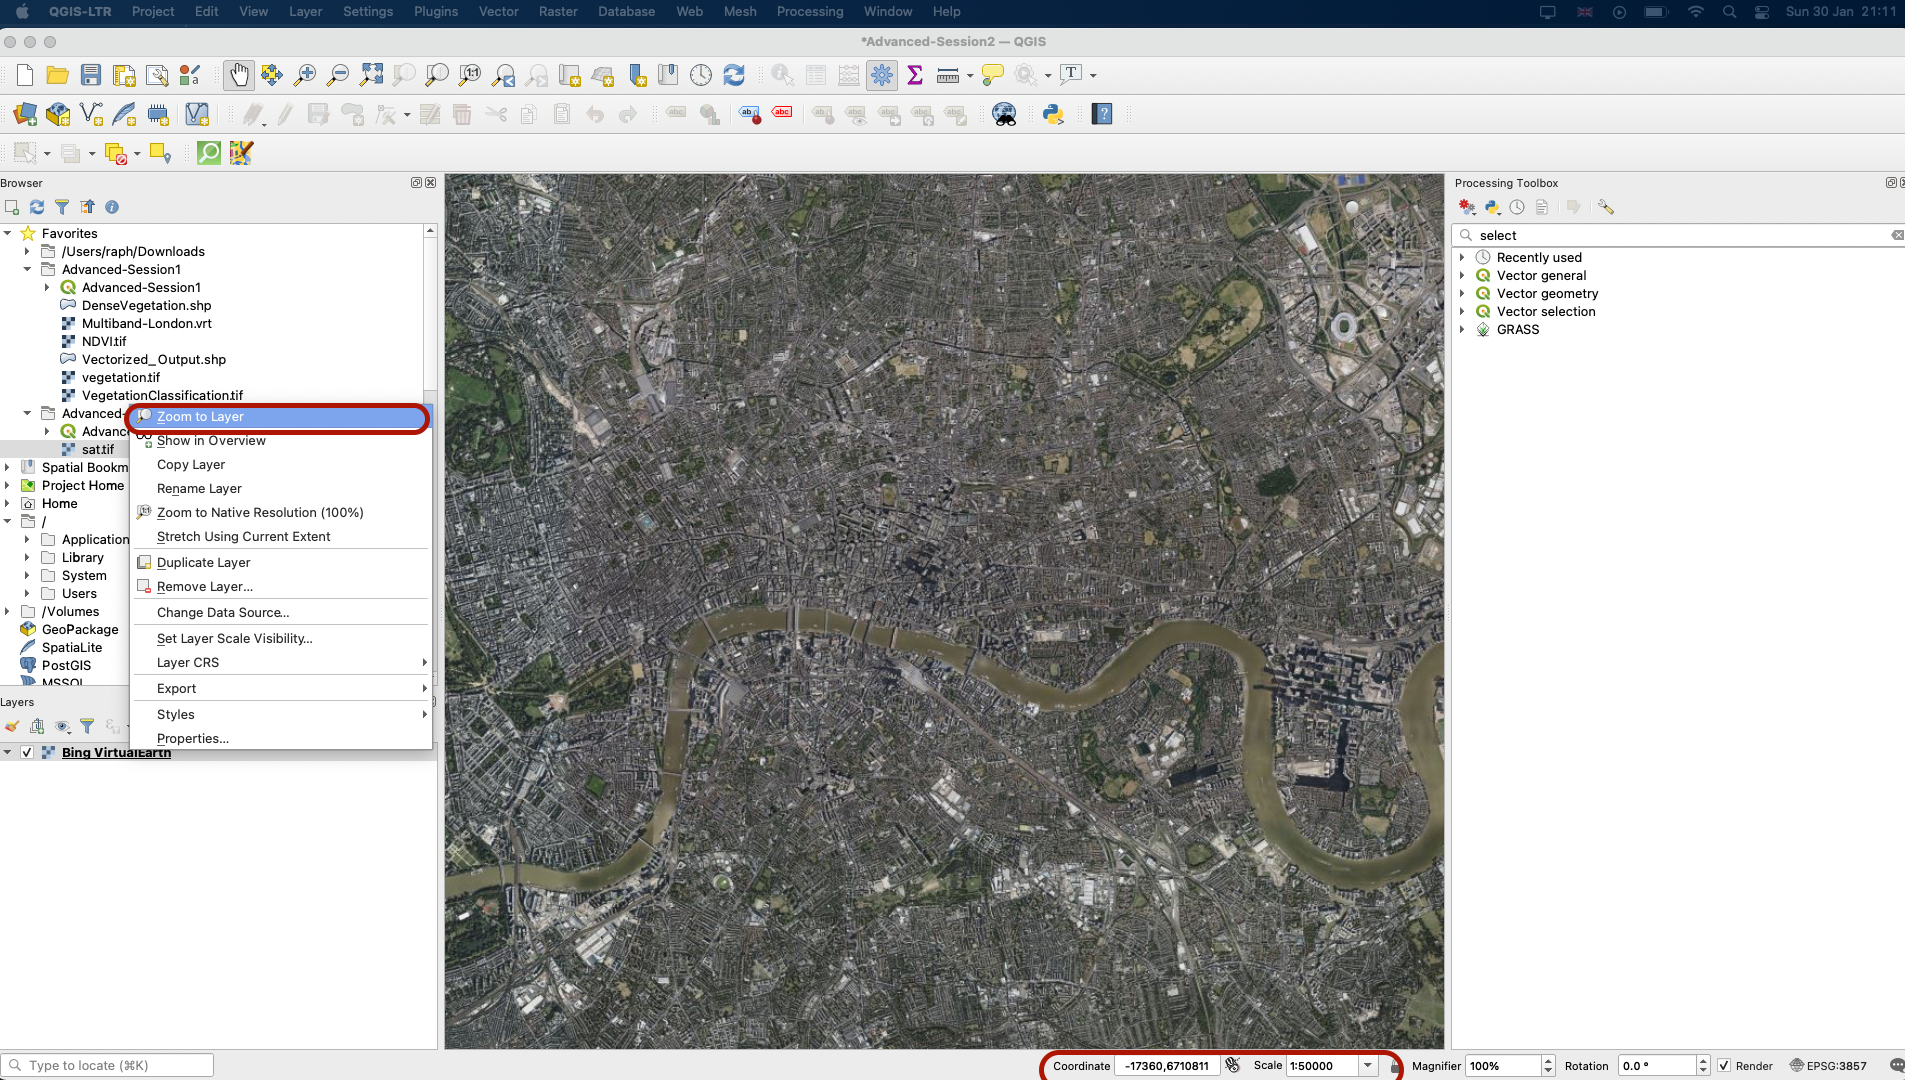 QGIS-LTR Project Edit View Layer Settings Plugins Vector Raster Database Web Mesh Processing Window Help Sun 30 Jan 21:11
*Advanced-Session2 — QGIS
Browser
Favorites
/Users/raph/Downloads
Advanced-Session1
Advanced-Session1
DenseVegetation.shp
Multiband-London.vrt
NDVI.tif
Vectorized_Output.shp
vegetation.tif
VegetationClassification.tif
Advanced-
Advance
sat.tif
Spatial Bookm
Project Home
Home
/
Application
Library
System
Users
/Volumes
GeoPackage
SpatiaLite
PostGIS
MSSQL
Zoom to Layer
Show in Overview
Copy Layer
Rename Layer
Zoom to Native Resolution (100%)
Stretch Using Current Extent
Duplicate Layer
Remove Layer...
Change Data Source...
Set Layer Scale Visibility...
Layer CRS
Export
Styles
Properties...
Layers
Bing VirtualEarth
Processing Toolbox
select
Recently used
Vector general
Vector geometry
Vector selection
GRASS
Type to locate (⌘K)
Coordinate -17360,6710811 Scale 1:50000 Magnifier 100% Rotation 0.0 ° Render EPSG:3857